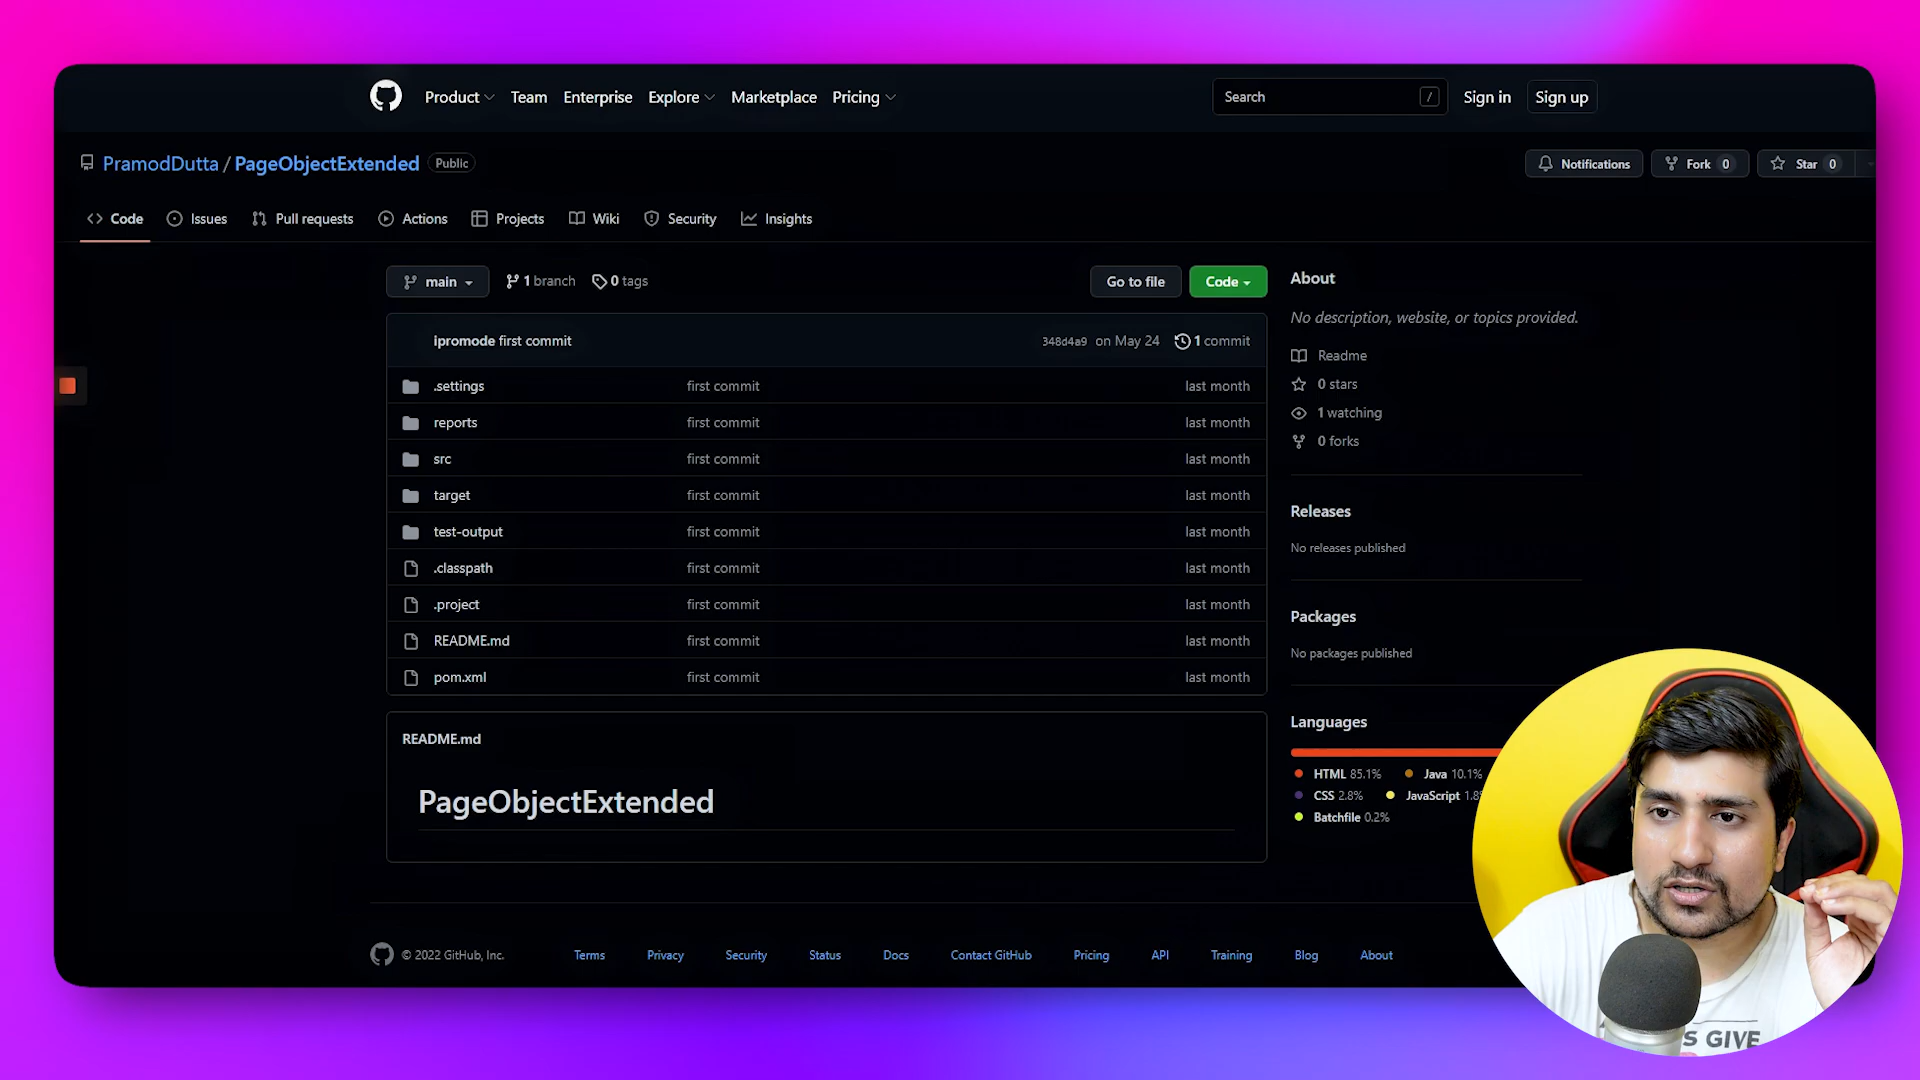 Product Team Enterprise Explore Marketplace Pricing Search / Sign in Sign up
PramodDutta / PageObjectExtended Public Notifications Fork 0 Star 0
Code Issues Pull requests Actions Projects Wiki Security Insights
main 1 branch 0 tags Go to file Code
ipromode first commit 348d4a9 on May 24 1 commit
.settings first commit last month
reports first commit last month
src first commit last month
target first commit last month
test-output first commit last month
.classpath first commit last month
.project first commit last month
README.md first commit last month
pom.xml first commit last month
README.md
PageObjectExtended
About
No description, website, or topics provided.
Readme
0 stars
1 watching
0 forks
Releases
No releases published
Packages
No packages published
Languages
HTML 85.1% Java 10.1%
CSS 2.8% JavaScript 1.8
Batchfile 0.2%
© 2022 GitHub, Inc. Terms Privacy Security Status Docs Contact GitHub Pricing API Training Blog About
S GIVE